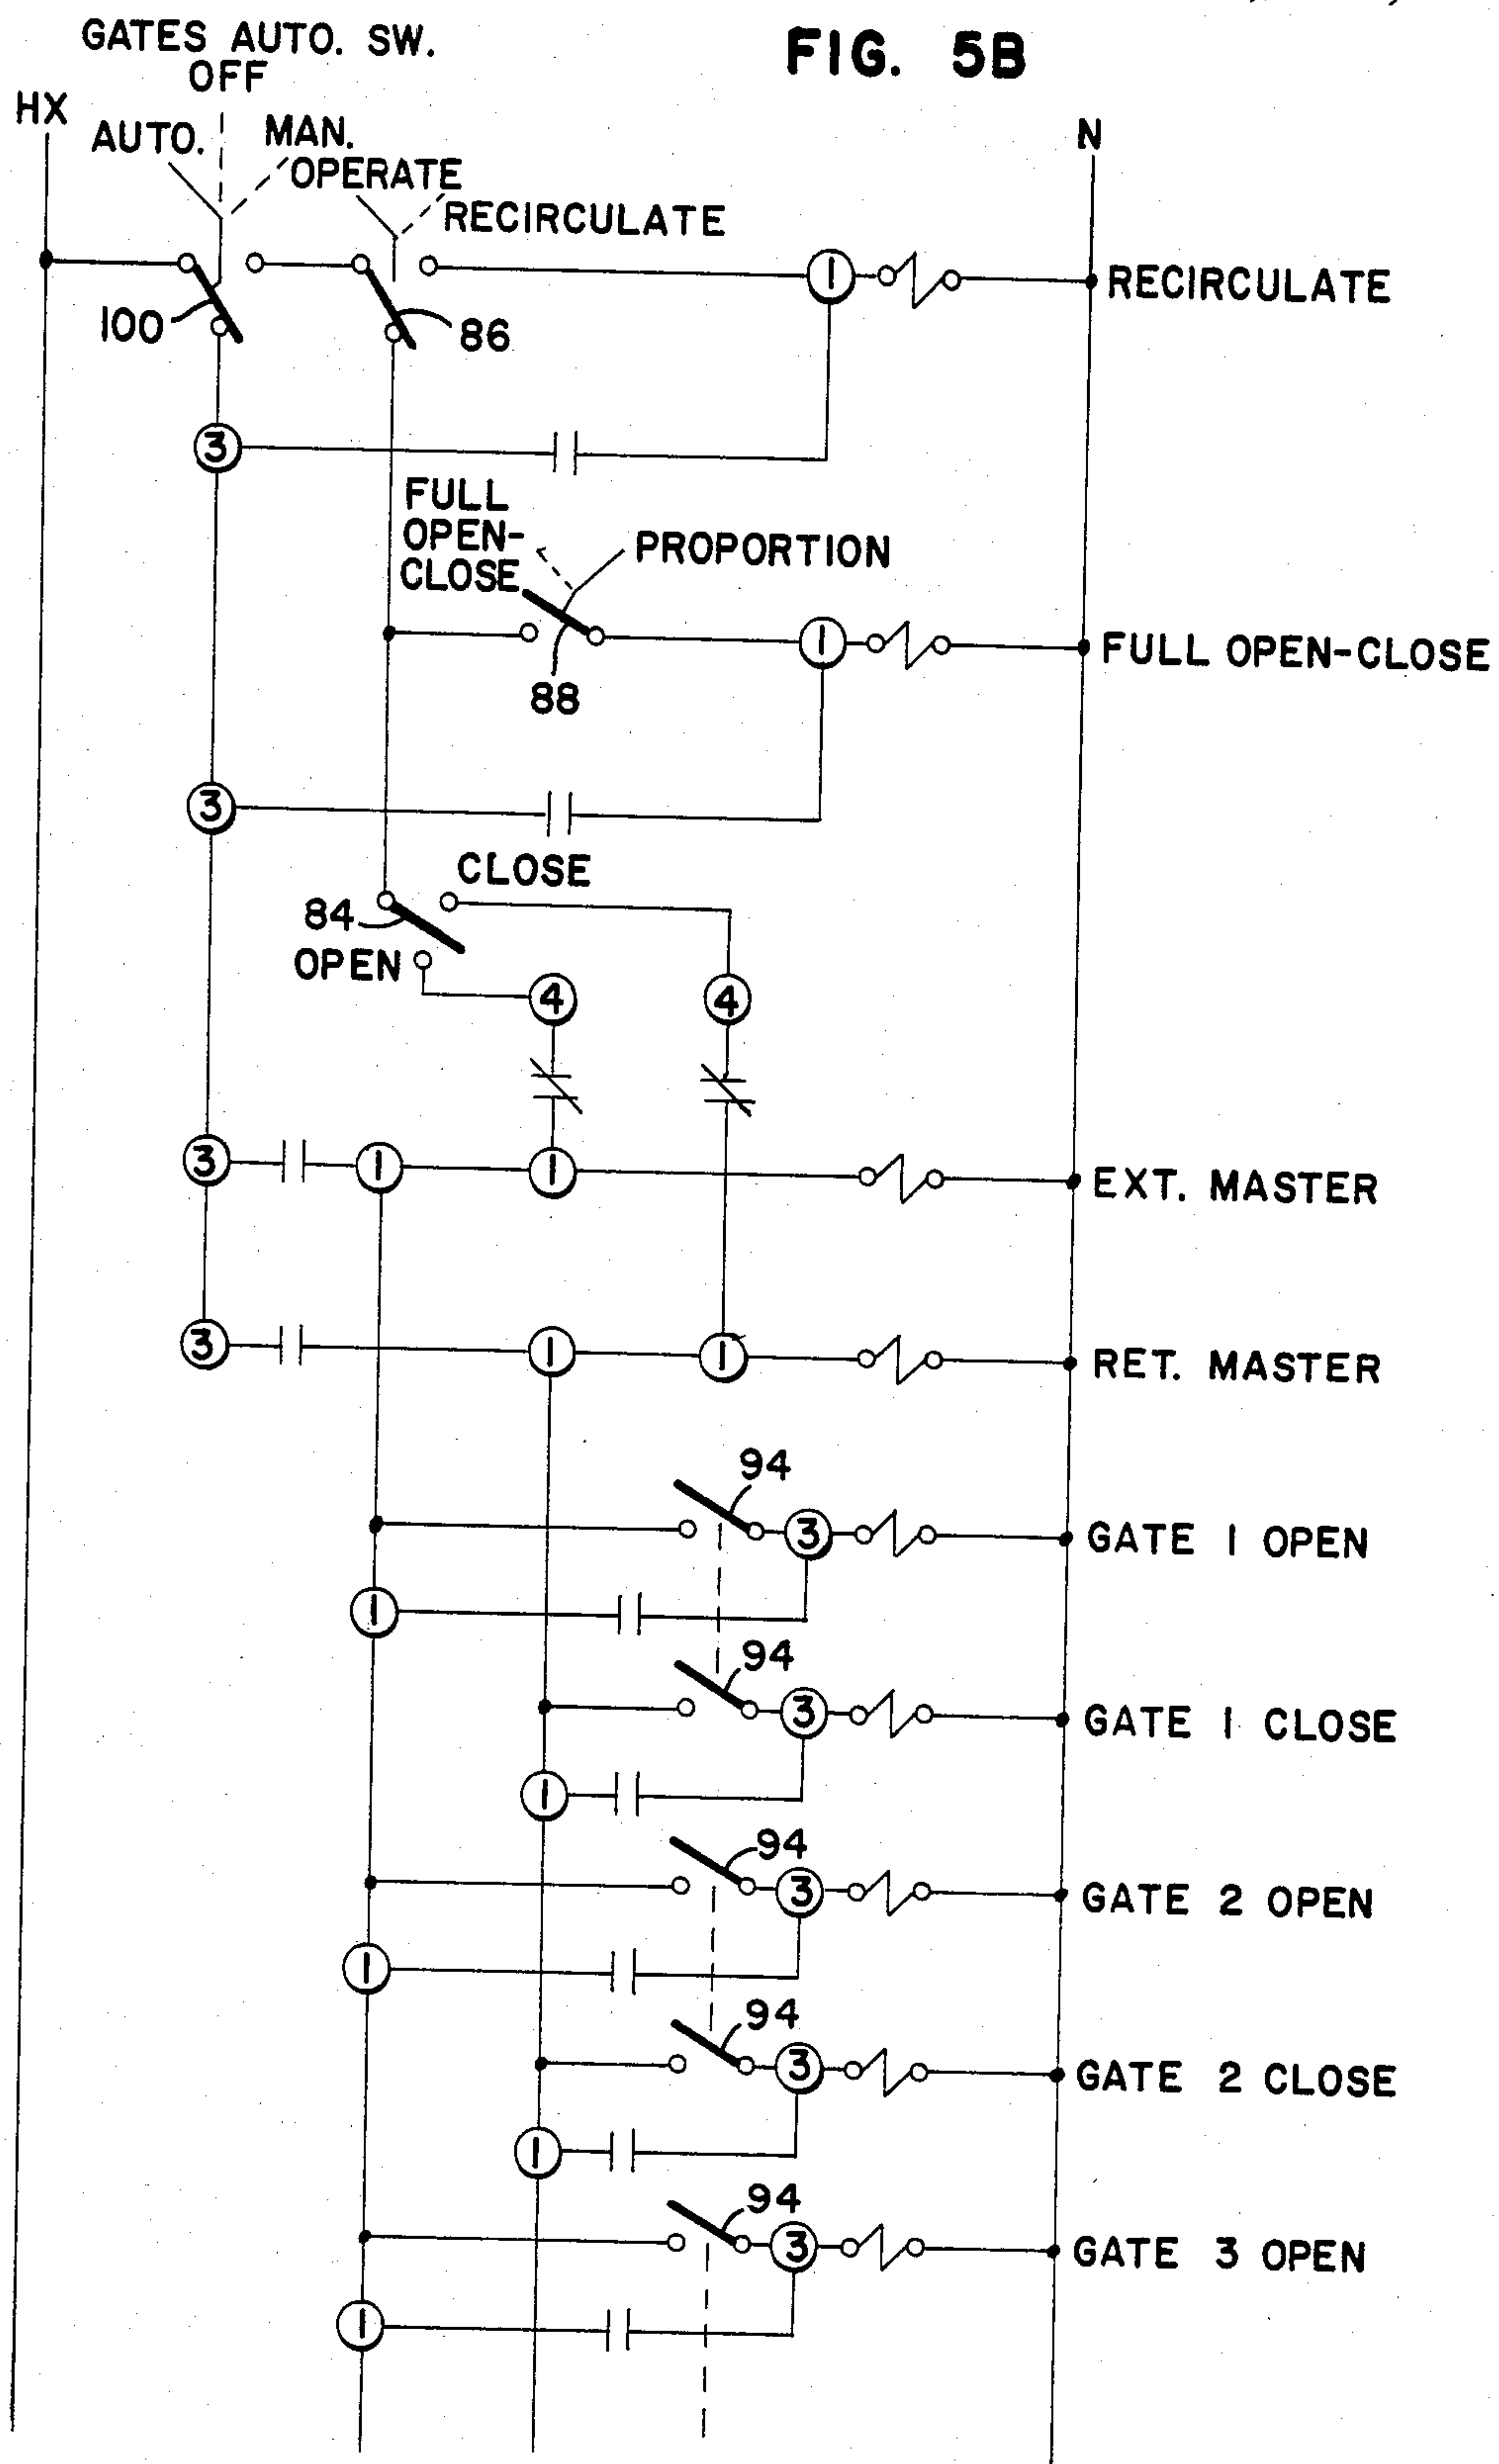 GATES AUTO. SW.
OFF
FIG. 5B
HX
AUTO.
MAN.
N
OPERATE
RECIRCULATE
RECIRCULATE
100
86
3
1
FULL
OPEN-
CLOSE
PROPORTION
1
FULL OPEN-CLOSE
88
3
CLOSE
84
OPEN
4
4
3
1
1
EXT. MASTER
3
1
1
RET. MASTER
94
3
GATE 1 OPEN
1
94
3
GATE 1 CLOSE
1
94
3
GATE 2 OPEN
1
94
3
GATE 2 CLOSE
1
94
3
GATE 3 OPEN
1